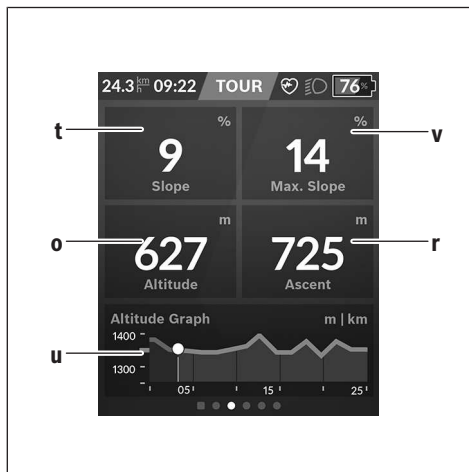 24.3 km/h 09:22 TOUR 76%
t
%
%
v
9
14
Slope
Max. Slope
m
m
o
627
725
r
Altitude
Ascent
Altitude Graph m | km
1400
u
1300
05 15 25